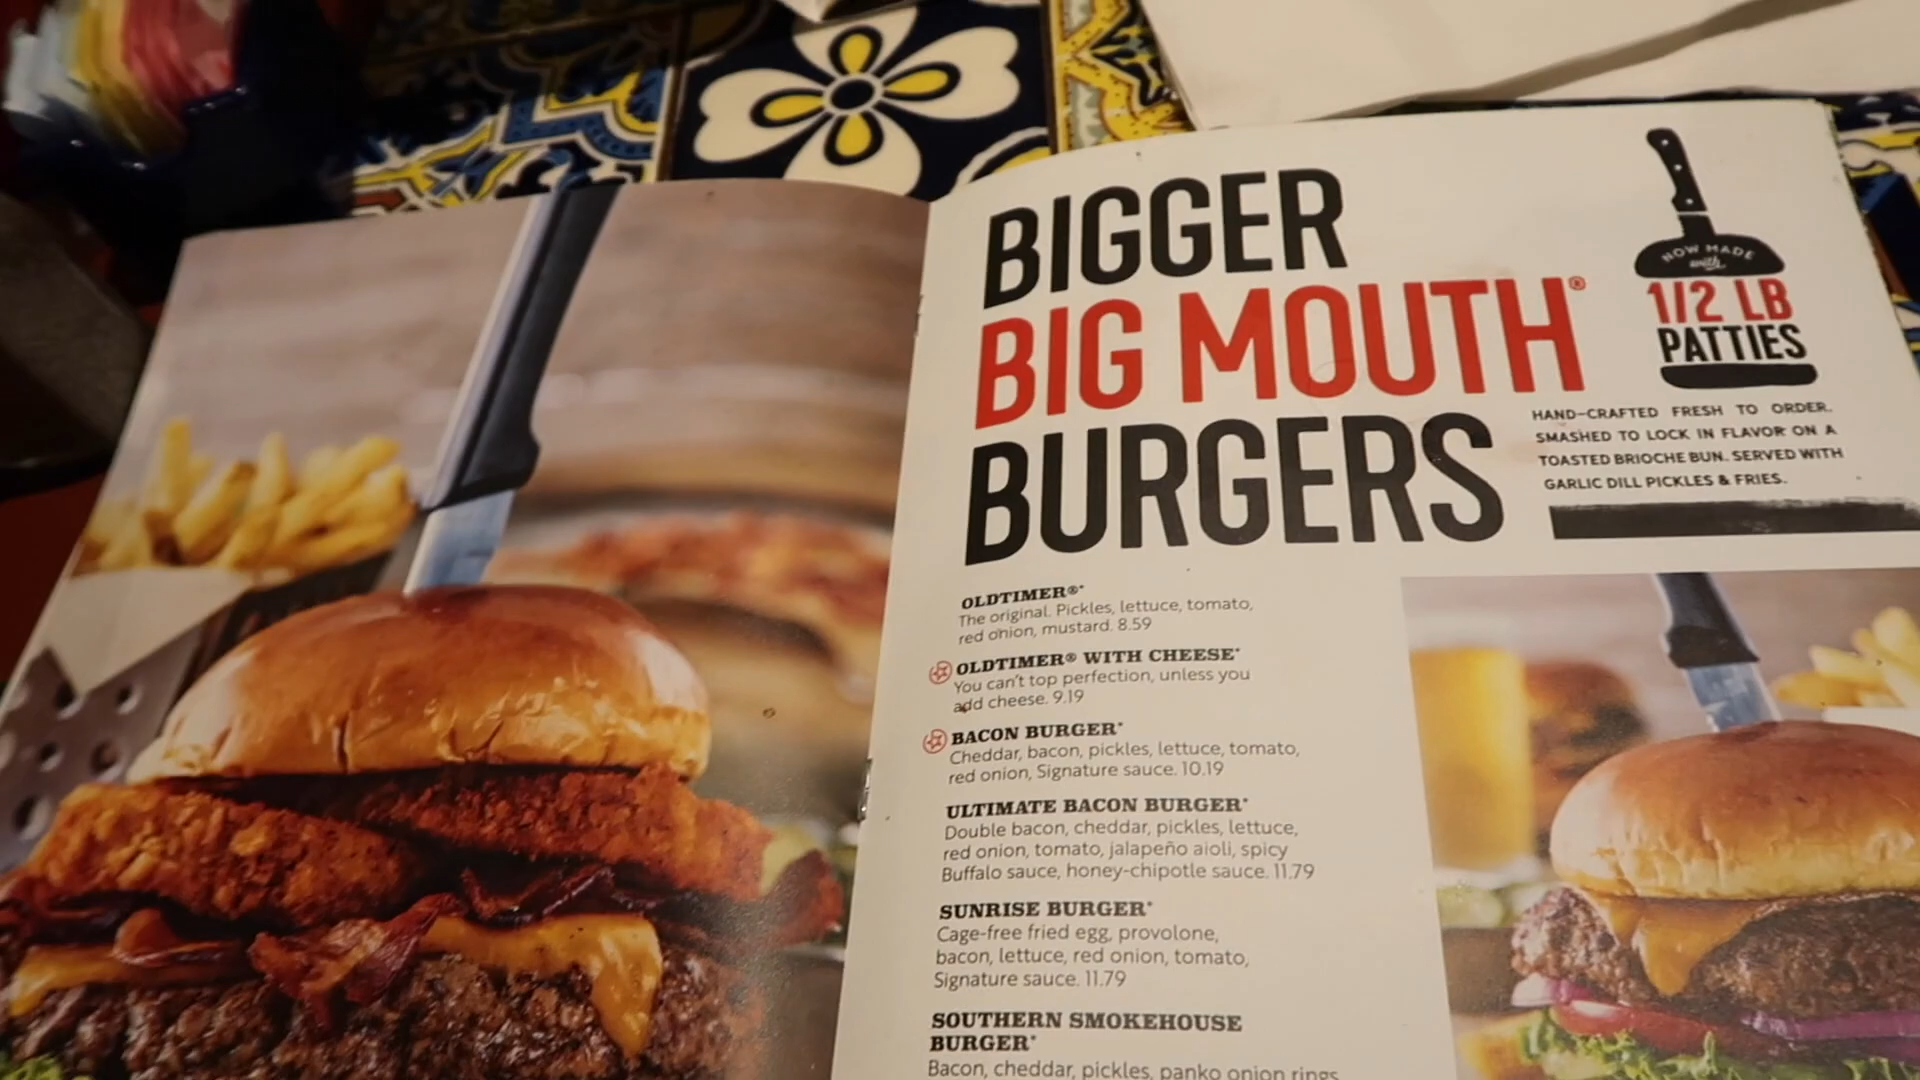 BIGGER
BIG MOUTH®
BURGERS
NOW MADE
with
1/2 LB
PATTIES
HAND-CRAFTED FRESH TO ORDER.
SMASHED TO LOCK IN FLAVOR ON A
TOASTED BRIOCHE BUN. SERVED WITH
GARLIC DILL PICKLES & FRIES.
OLDTIMER®*
The original. Pickles, lettuce, tomato,
red onion, mustard. 8.59
OLDTIMER® WITH CHEESE*
You can't top perfection, unless you
add cheese. 9.19
BACON BURGER*
Cheddar, bacon, pickles, lettuce, tomato,
red onion, Signature sauce. 10.19
ULTIMATE BACON BURGER*
Double bacon, cheddar, pickles, lettuce,
red onion, tomato, jalapeño aioli, spicy
Buffalo sauce, honey-chipotle sauce. 11.79
SUNRISE BURGER*
Cage-free fried egg, provolone,
bacon, lettuce, red onion, tomato,
Signature sauce. 11.79
SOUTHERN SMOKEHOUSE
BURGER*
Bacon, cheddar, pickles, panko onion rings